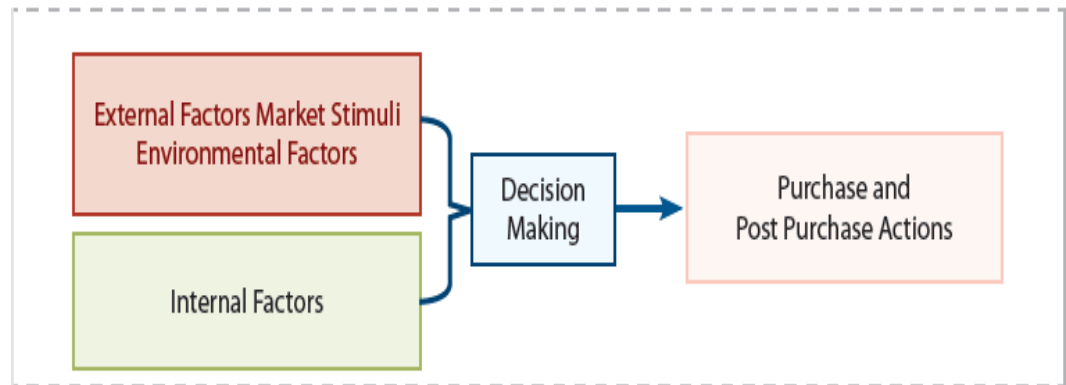 External Factors Market Stimuli
Environmental Factors
Internal Factors
Decision
Making
Purchase and
Post Purchase Actions